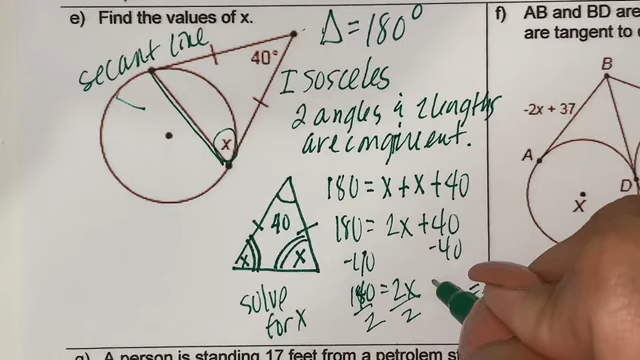 e) Find the values of x.
secant line
40°
x
Δ = 180°
Isosceles
2 angles & 2 lengths
are congruent.
40
x
x
solve
for x
180 = x + x + 40
180 = 2x + 40
-40 -40
=2x
2 2
f) AB and BD are
are tangent to
B
-2x + 37
A
D
x
A person is standing 17 feet from a petrolem